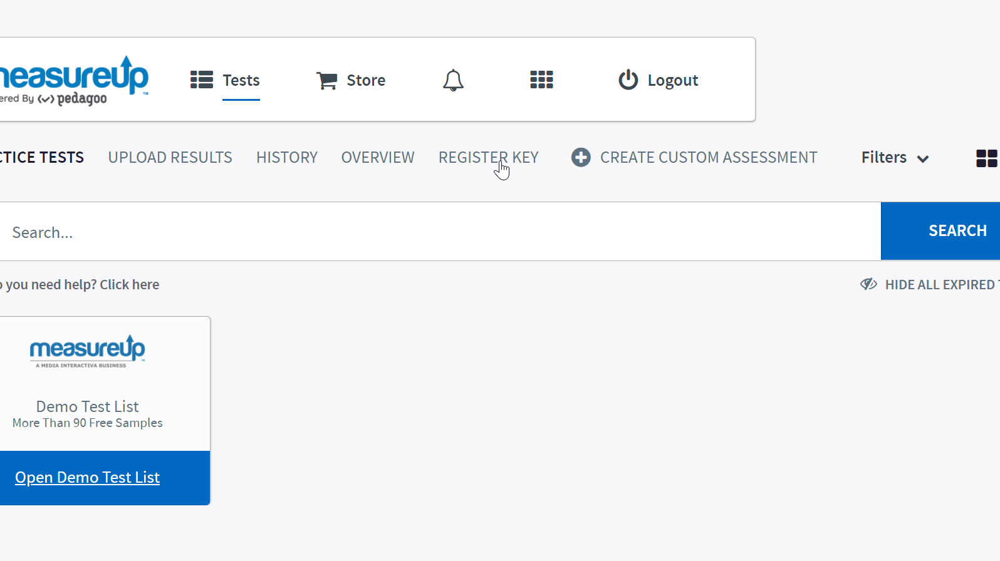 measureup™
ered By pedagoo
Tests
Store
Logout
CTICE TESTS
UPLOAD RESULTS
HISTORY
OVERVIEW
REGISTER KEY
CREATE CUSTOM ASSESSMENT
Filters
Search...
SEARCH
o you need help? Click here
HIDE ALL EXPIRED
measureup™
A MEDIA INTERACTIVA BUSINESS
Demo Test List
More Than 90 Free Samples
Open Demo Test List